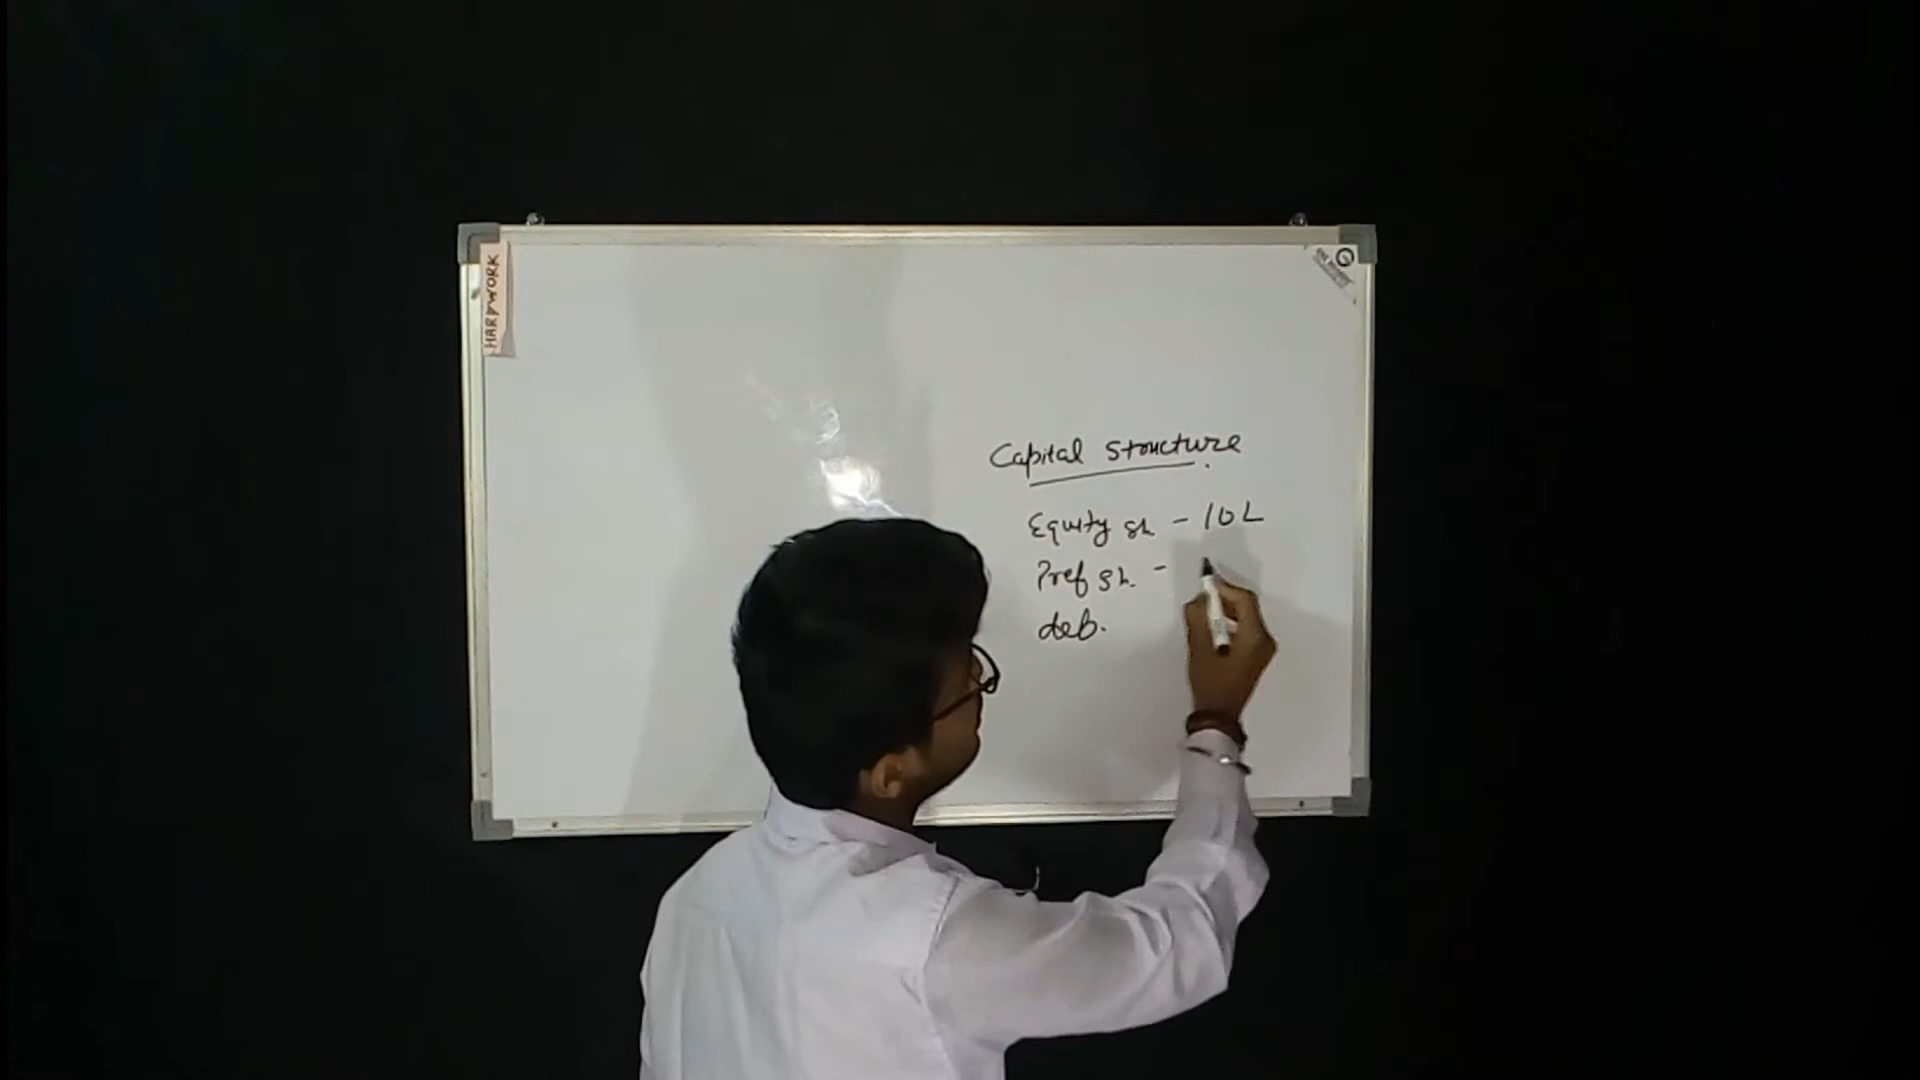 HARDWORK
Capital Structure
Equity sh - 10L
Pref sh. -
deb.